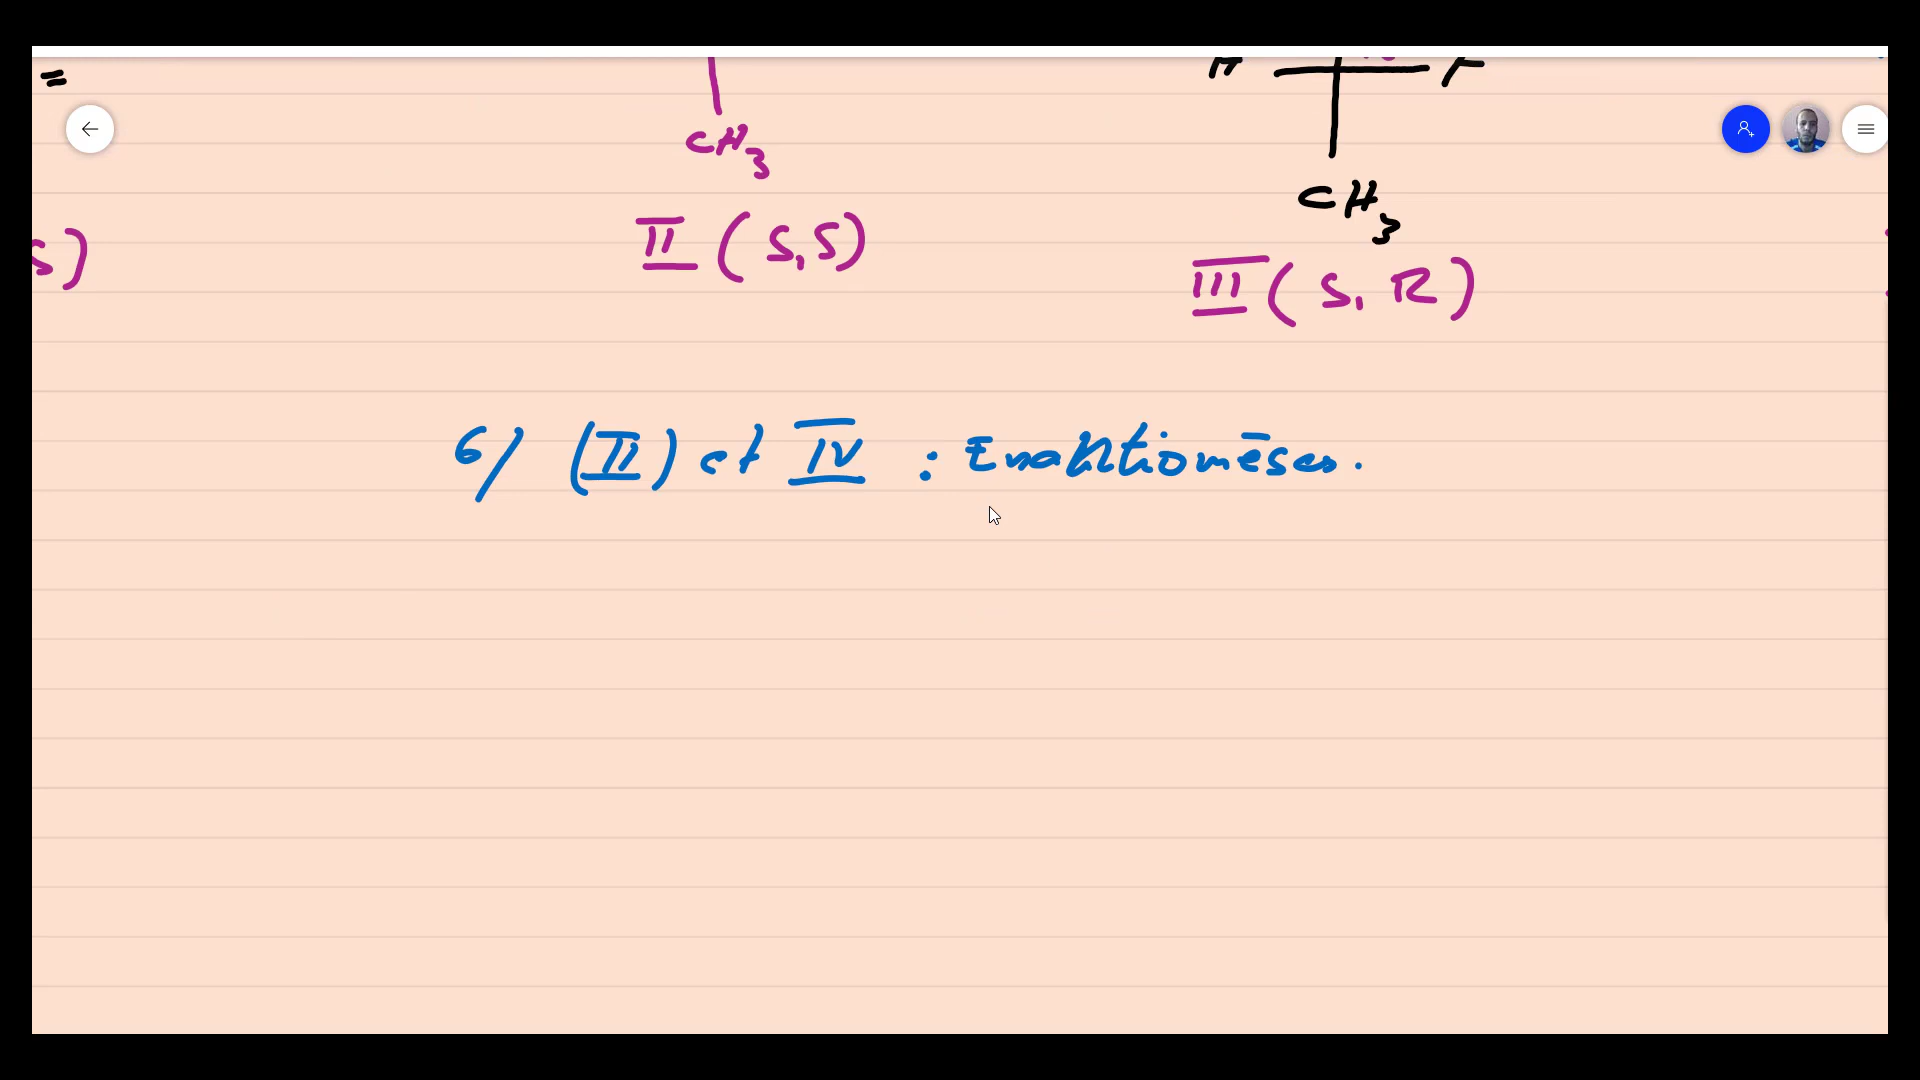 =
H F
CH3
CH3
S)
II (S,S)
III (S, R)
6/ (II) et IV : Enantiomères.